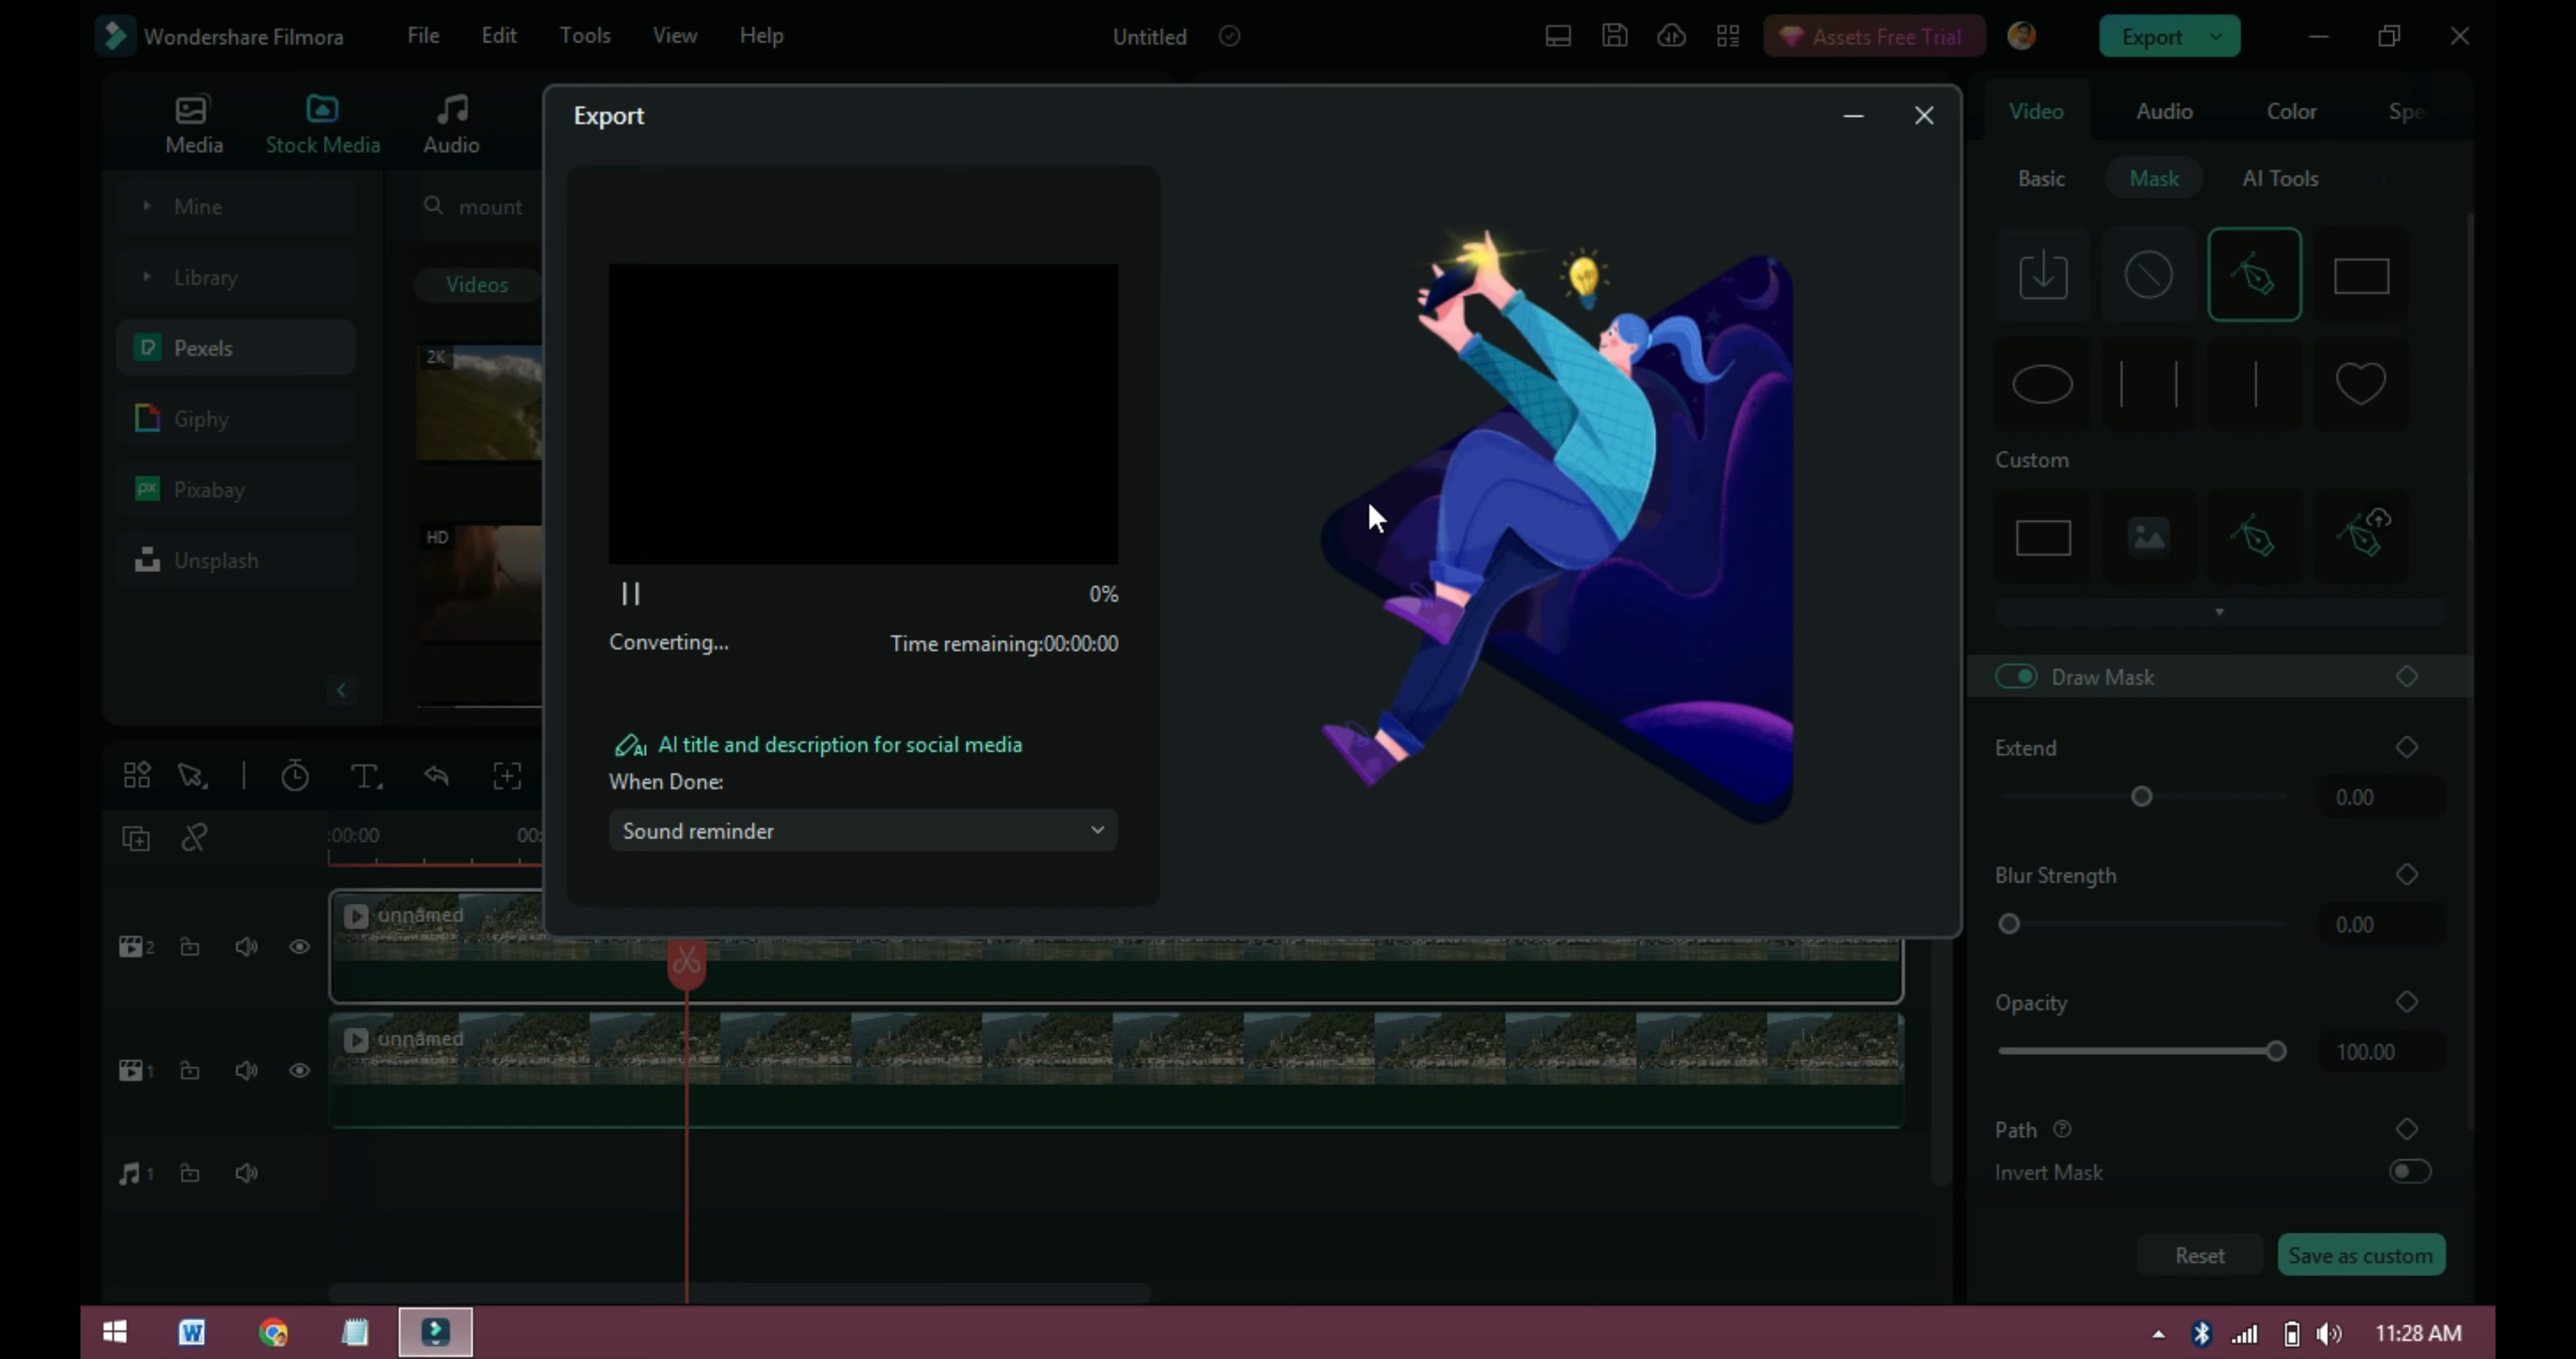 Wondershare Filmora File Edit Tools View Help Untitled Assets Free Trial Export
Media Stock Media Audio
Mine
Library
Pexels
Giphy
px Pixabay
Unsplash
mount
Videos
2K
HD
Export
0%
Converting... Time remaining:00:00:00
AI AI title and description for social media
When Done:
Sound reminder
Video Audio Color Spe
Basic Mask AI Tools
Custom
Draw Mask
Extend
0.00
Blur Strength
0.00
Opacity
100.00
Path ?
Invert Mask
Reset Save as custom
:00:00 00:
2 unnamed
1 unnamed
1
W 11:28 AM